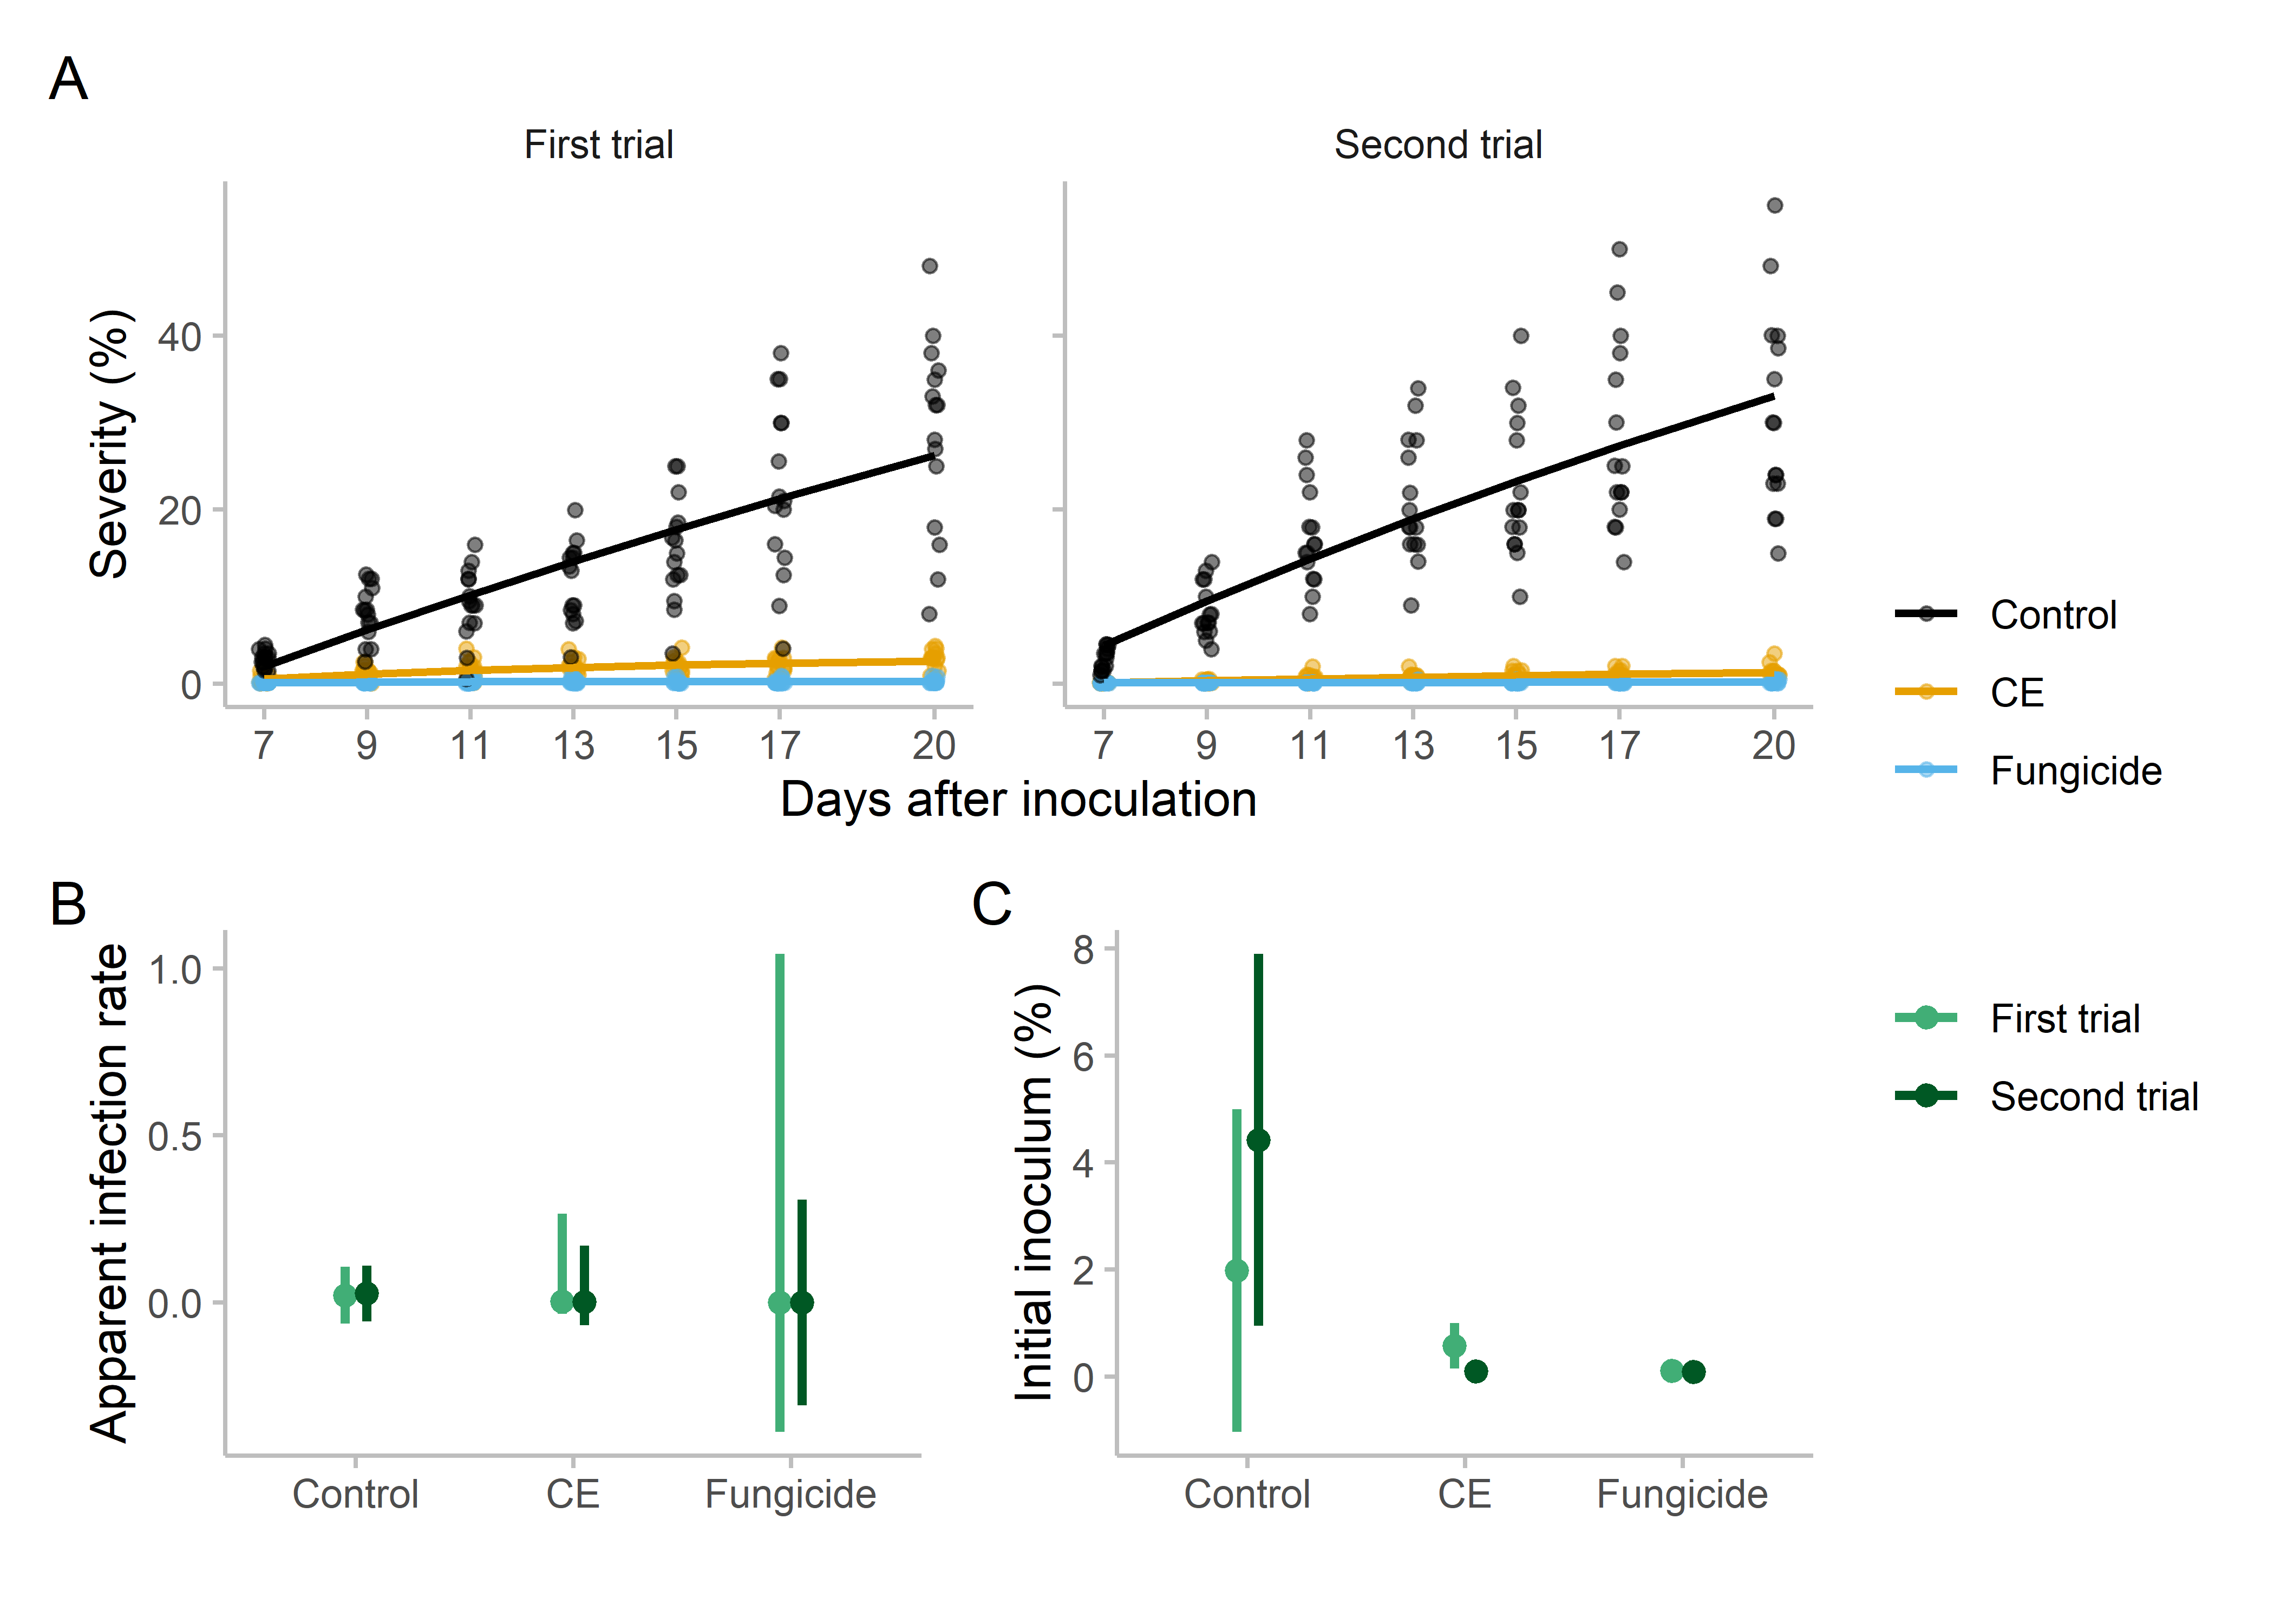 A
First trial
Second trial
Severity (%)
40
20
0
7 9 11 13 15 17 20
7 9 11 13 15 17 20
Days after inoculation
Control
CE
Fungicide
B
Apparent infection rate
1.0
0.5
0.0
Control CE Fungicide
C
Initial inoculum (%)
8
6
4
2
0
Control CE Fungicide
First trial
Second trial